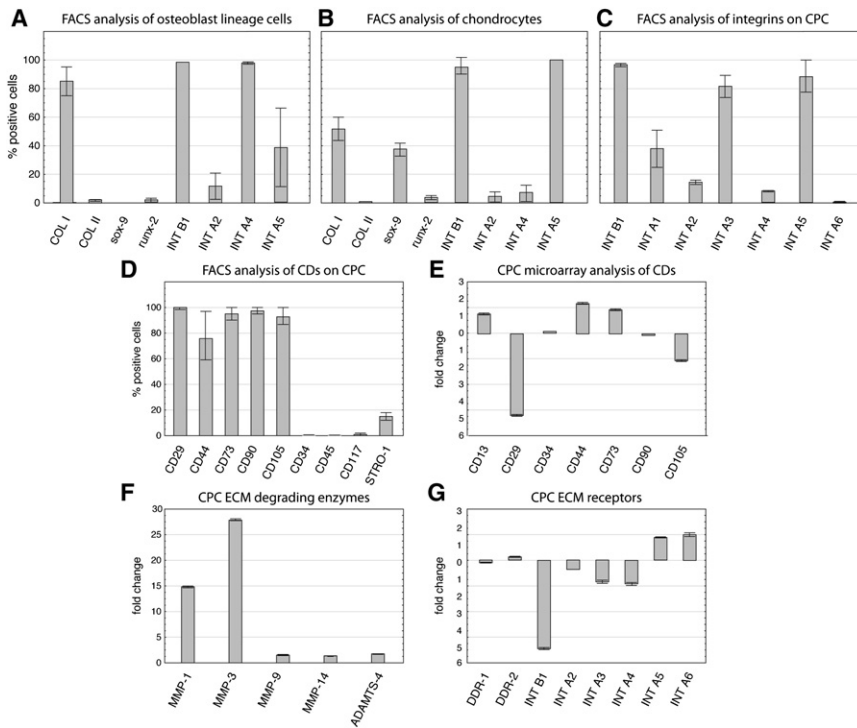 A FACS analysis of osteoblast lineage cells
% positive cells
100
80
60
40
20
0
COL I COL II sox-9 runx-2 INT B1 INT A2 INT A4 INT A5
B FACS analysis of chondrocytes
COL I COL II sox-9 runx-2 INT B1 INT A2 INT A4 INT A5
C FACS analysis of integrins on CPC
INT B1 INT A1 INT A2 INT A3 INT A4 INT A5 INT A6
D FACS analysis of CDs on CPC
% positive cells
100
80
60
40
20
0
CD29 CD44 CD73 CD90 CD105 CD34 CD45 CD117 STRO-1
E CPC microarray analysis of CDs
fold change
3
2
1
0
1
2
3
4
5
6
CD13 CD29 CD34 CD44 CD73 CD90 CD105
F CPC ECM degrading enzymes
fold change
30
25
20
15
10
5
0
MMP-1 MMP-3 MMP-9 MMP-14 ADAMTS-4
G CPC ECM receptors
fold change
3
2
1
0
1
2
3
4
5
6
DDR-1 DDR-2 INT B1 INT A2 INT A3 INT A4 INT A5 INT A6